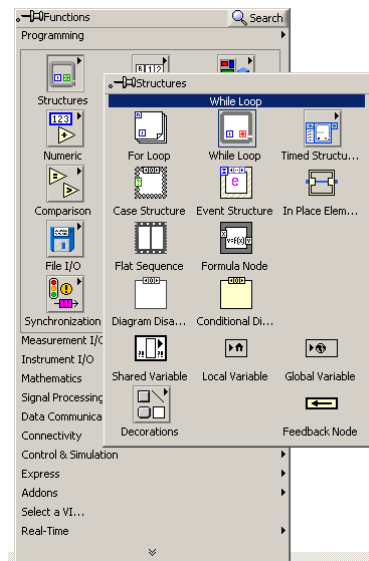 Functions
Search
Programming
Structures
Structures
While Loop
Numeric
For Loop
While Loop
Timed Structu...
Comparison
Case Structure
Event Structure
In Place Elem...
File I/O
Flat Sequence
Formula Node
Synchronization
Diagram Disa...
Conditional Di...
Measurement I/O
Instrument I/O
Shared Variable
Local Variable
Global Variable
Mathematics
Signal Processing
Data Communica
Decorations
Feedback Node
Connectivity
Control & Simulation
Express
Addons
Select a VI...
Real-Time